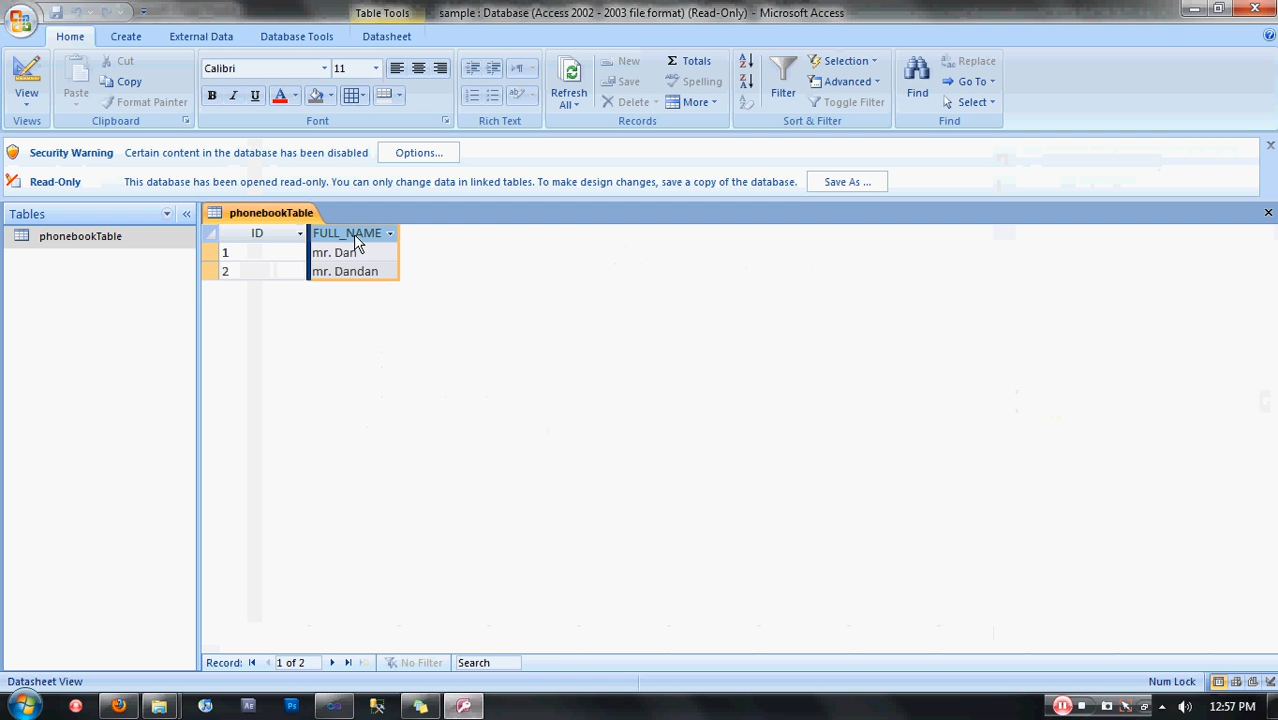 Table Tools sample : Database (Access 2002 - 2003 file format) (Read-Only) - Microsoft Access
Home Create External Data Database Tools Datasheet
View
Views
Paste
Cut
Copy
Format Painter
Clipboard
Calibri 11
B I U A
Font
Rich Text
Refresh
All
New
Save
Delete
Totals
Spelling
More
Records
Filter
Selection
Advanced
Toggle Filter
Sort & Filter
Find
Replace
Go To
Select
Find
Security Warning Certain content in the database has been disabled Options...
Read-Only This database has been opened read-only. You can only change data in linked tables. To make design changes, save a copy of the database. Save As ...
Tables «
phonebookTable
phonebookTable
ID FULL_NAME
1 mr. Dan
2 mr. Dandan
Record: 1 of 2 No Filter Search
Datasheet View Num Lock
Ae Ps 12:57 PM